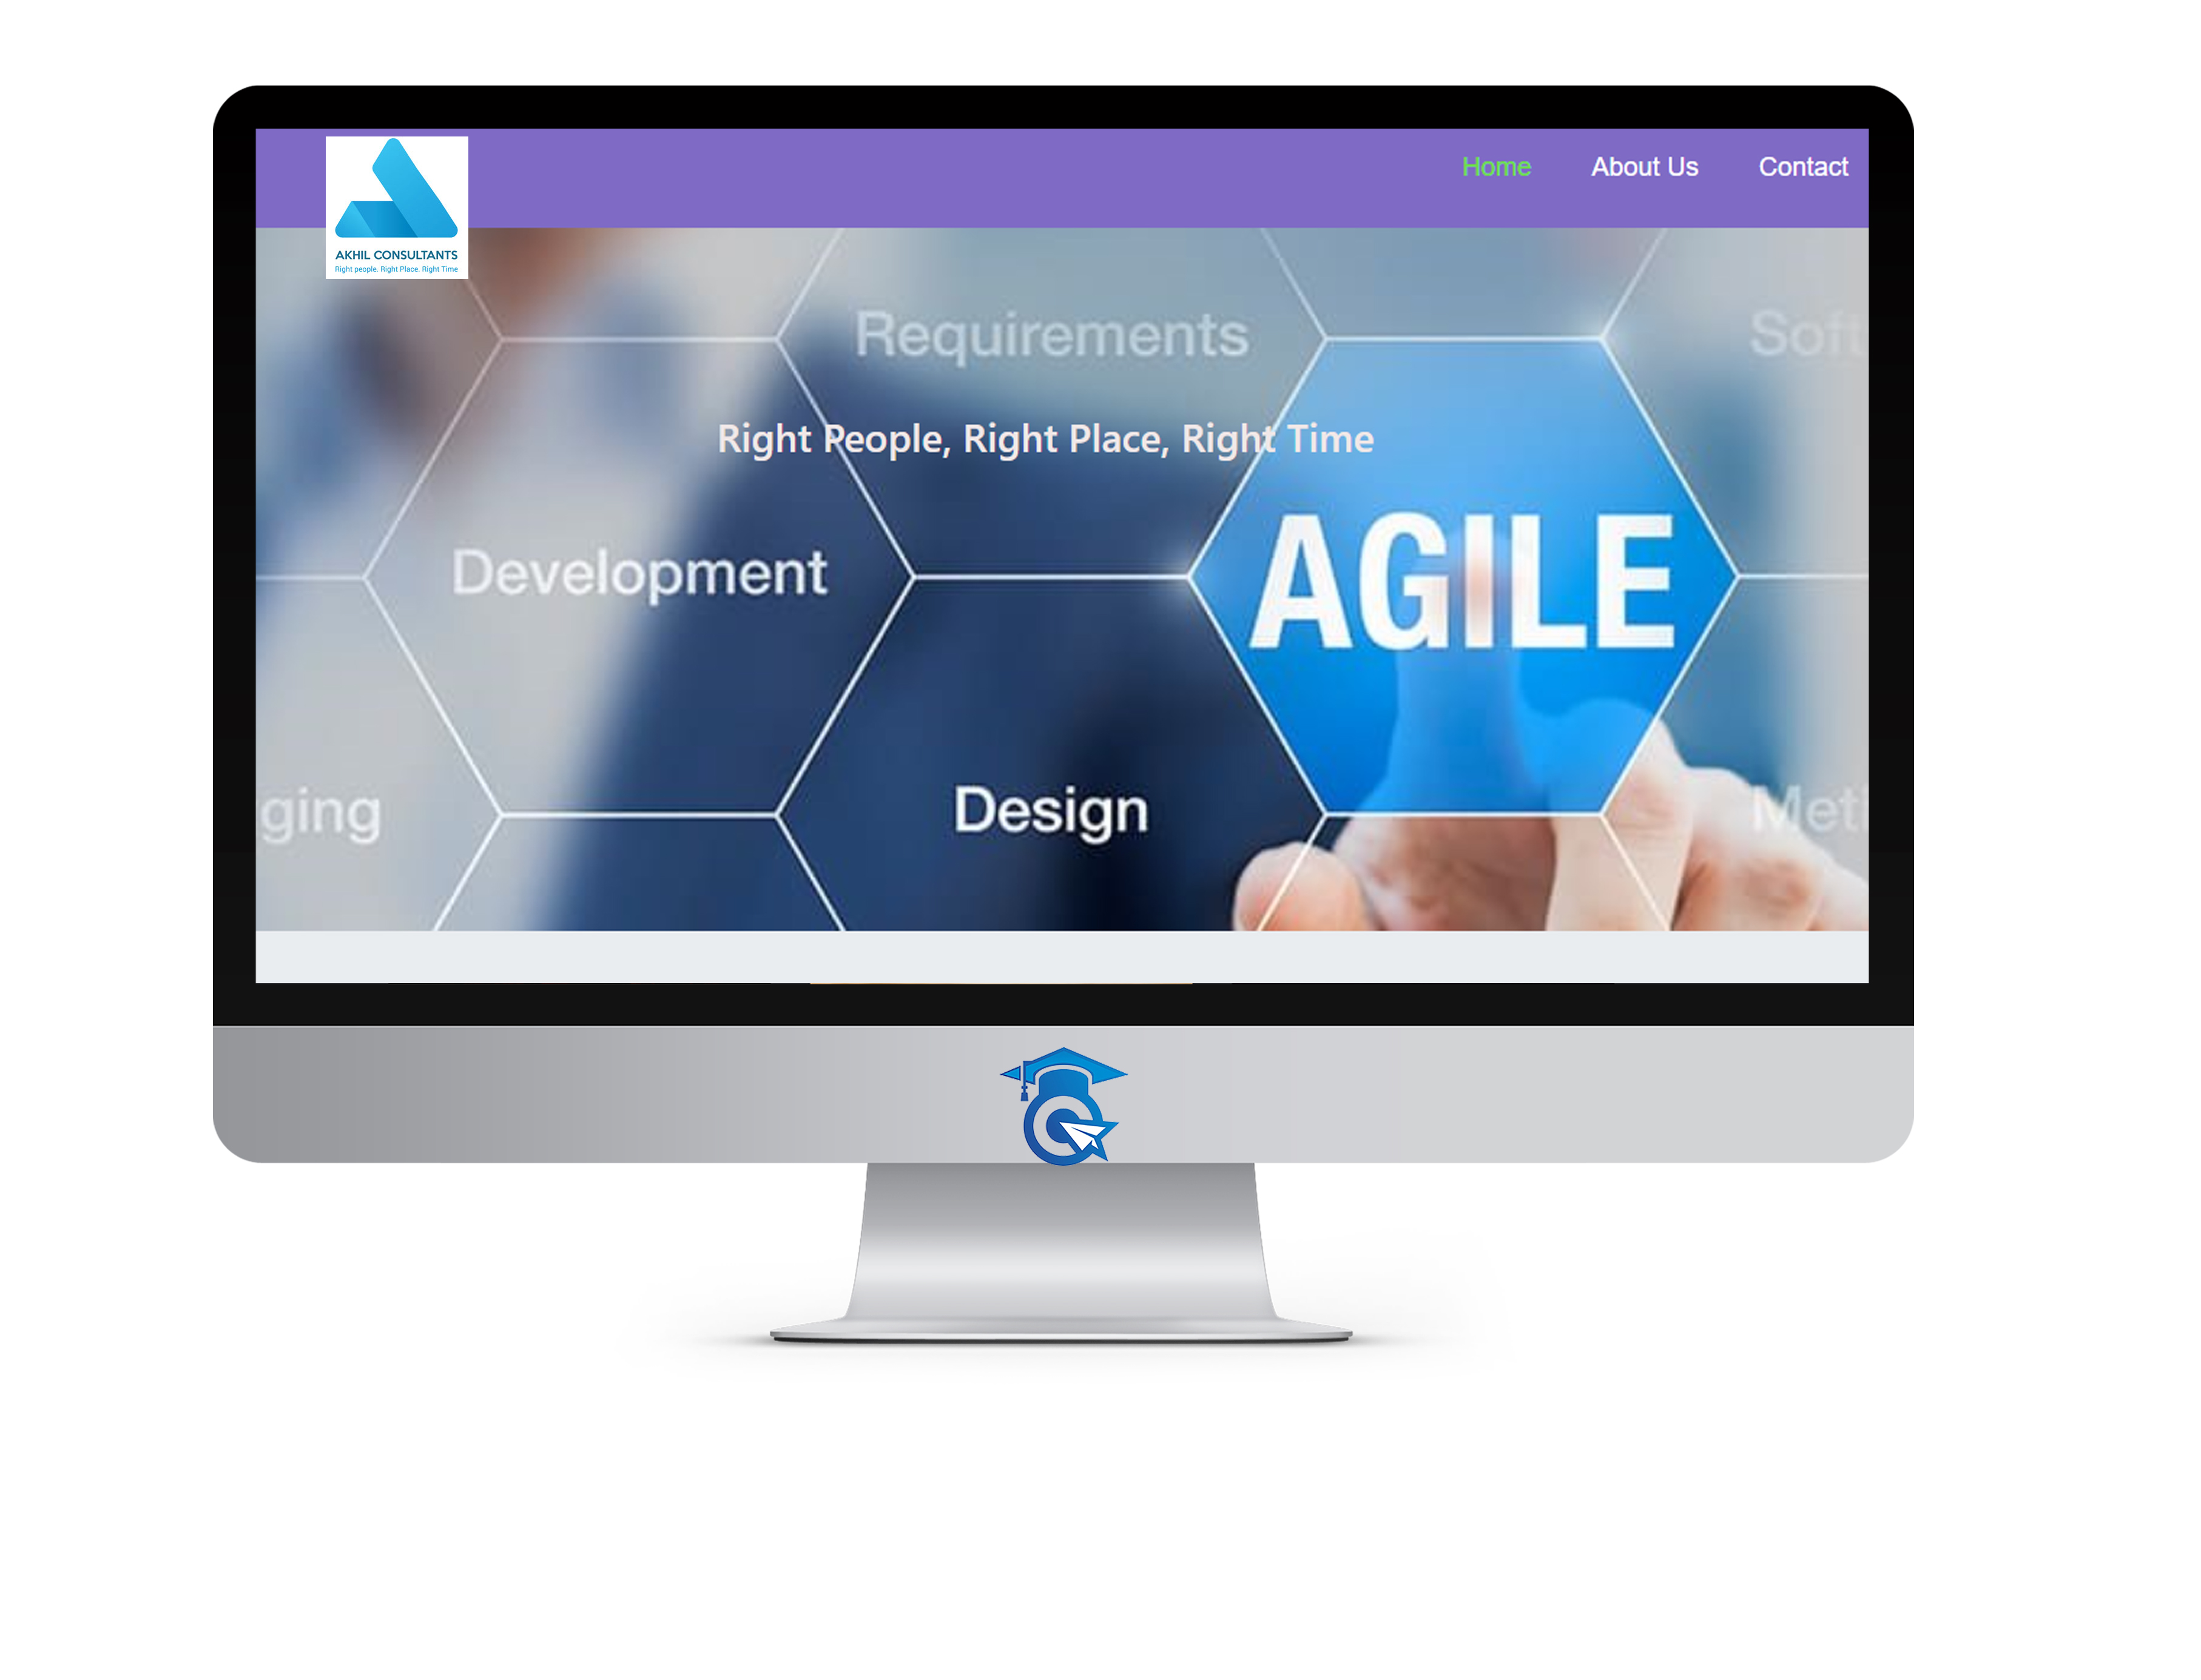 Home About Us Contact
AKHIL CONSULTANTS
Right people. Right Place. Right Time
Requirements
Soft
Right People, Right Place, Right Time
Development
AGILE
ging
Design
Met